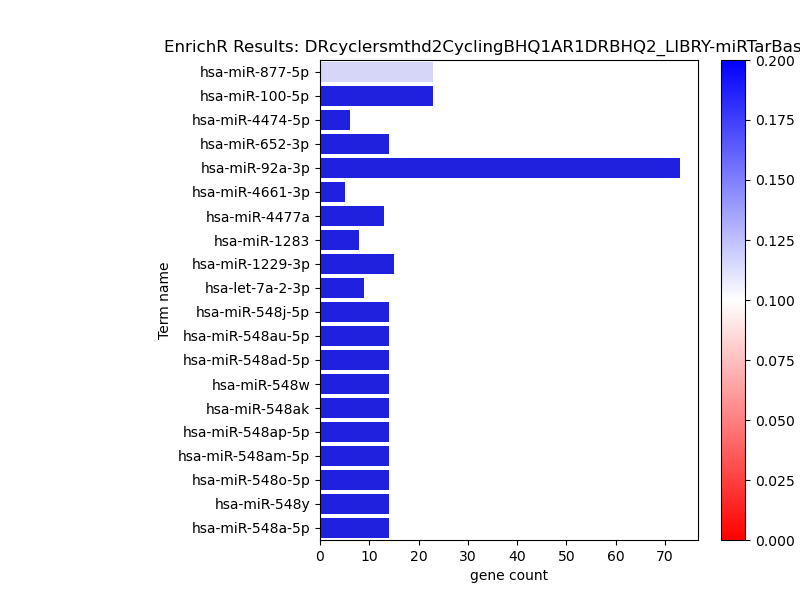 EnrichR Results: DRcyclersmthd2CyclingBHQ1AR1DRBHQ2_LIBRY-miRTarBas
hsa-miR-877-5p
hsa-miR-100-5p
hsa-miR-4474-5p
hsa-miR-652-3p
hsa-miR-92a-3p
hsa-miR-4661-3p
hsa-miR-4477a
hsa-miR-1283
hsa-miR-1229-3p
hsa-let-7a-2-3p
hsa-miR-548j-5p
hsa-miR-548au-5p
hsa-miR-548ad-5p
hsa-miR-548w
hsa-miR-548ak
hsa-miR-548ap-5p
hsa-miR-548am-5p
hsa-miR-548o-5p
hsa-miR-548y
hsa-miR-548a-5p
Term name
0 10 20 30 40 50 60 70
gene count
0.200
0.175
0.150
0.125
0.100
0.075
0.050
0.025
0.000